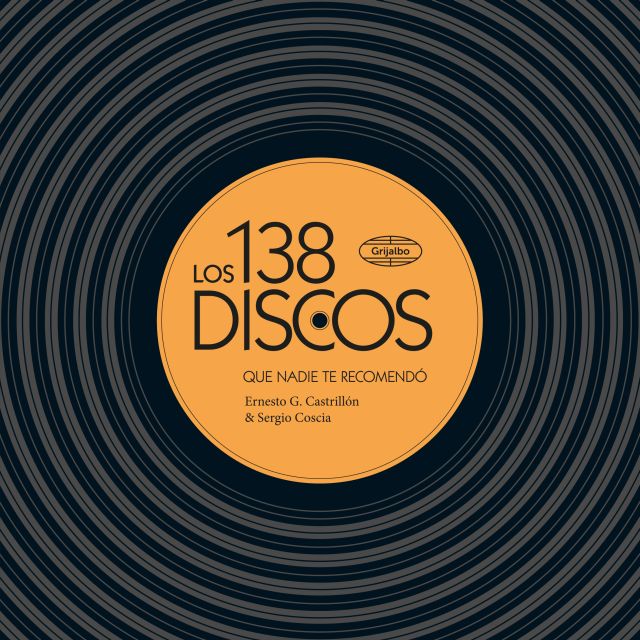 LOS 138
Grijalbo
DISCOS
QUE NADIE TE RECOMENDÓ
Ernesto G. Castrillón
& Sergio Coscia